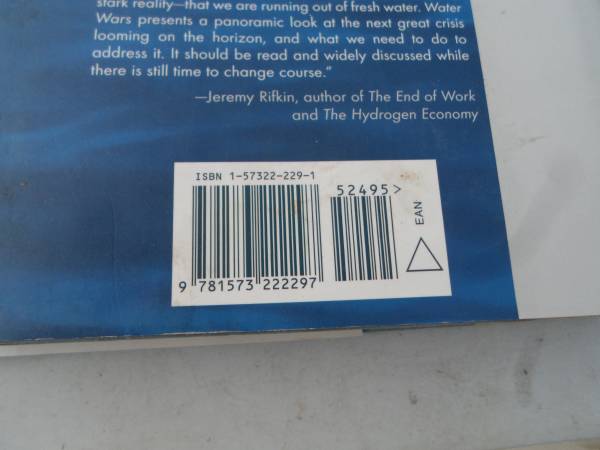 stark reality—that we are running out of fresh water. Water
Wars presents a panoramic look at the next great crisis
looming on the horizon, and what we need to do to
address it. It should be read and widely discussed while
there is still time to change course.”
—Jeremy Rifkin, author of The End of Work
and The Hydrogen Economy
ISBN 1-57322-229-1
52495>
EAN
9 781573 222297